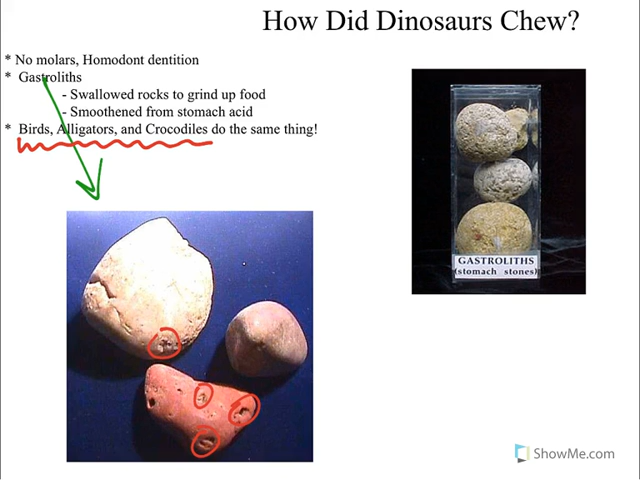 How Did Dinosaurs Chew?
* No molars, Homodont dentition
* Gastroliths
- Swallowed rocks to grind up food
- Smoothened from stomach acid
* Birds, Alligators, and Crocodiles do the same thing!
GASTROLITHS
(stomach stones)
ShowMe.com